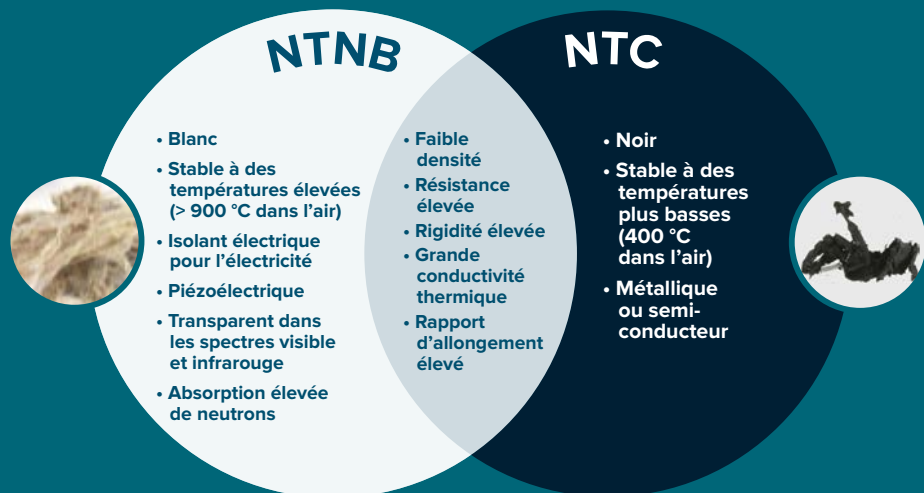 NTNB
• Blanc
• Stable à des
températures élevées
(> 900 °C dans l'air)
• Isolant électrique
pour l'électricité
• Piézoélectrique
• Transparent dans
les spectres visible
et infrarouge
• Absorption élevée
de neutrons
• Faible
densité
• Résistance
élevée
• Rigidité élevée
• Grande
conductivité
thermique
• Rapport
d'allongement
élevé
NTC
• Noir
• Stable à des
températures
plus basses
(400 °C
dans l'air)
• Métallique
ou semi-
conducteur